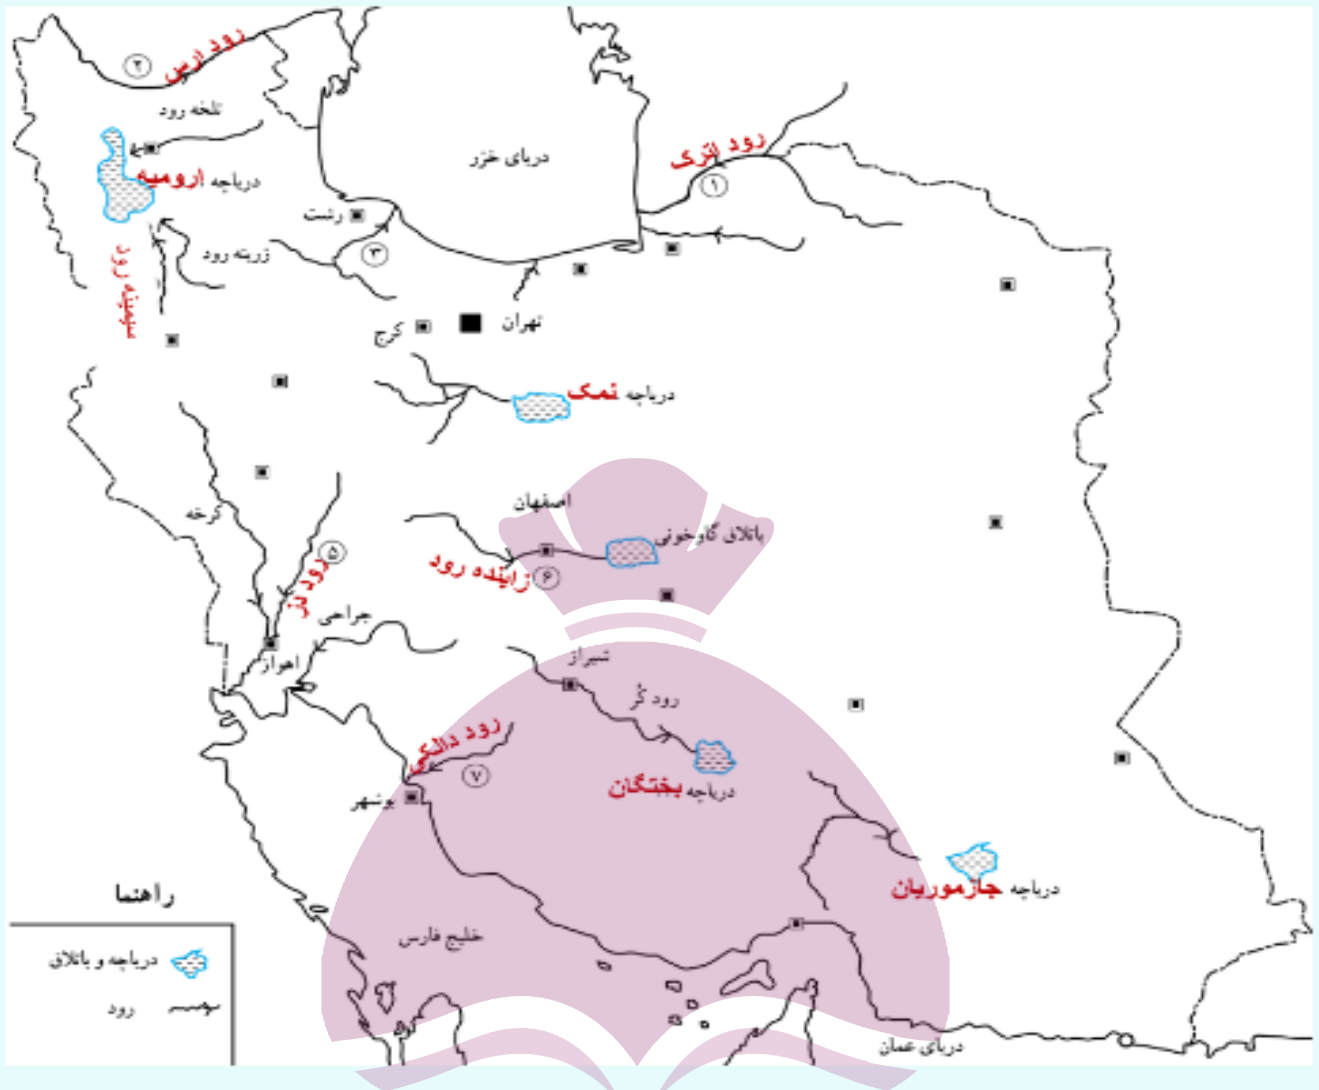 رود ارس
۲
تلخه رود
دریای خزر
رود اترک
۱
دریاچه ارومیه
رشت
زرینه رود
۳
سیمینه رود
تهران
کرج
دریاچه نمک
اصفهان
کرخه
باتلاق گاوخونی
۵
رود دز
زاینده رود
۶
جراحی
اهواز
شیراز
رود کُر
رود دالکی
۷
دریاچه بختگان
بوشهر
دریاچه جازموریان
راهنما
خلیج فارس
دریاچه و باتلاق
رود
دریای عمان